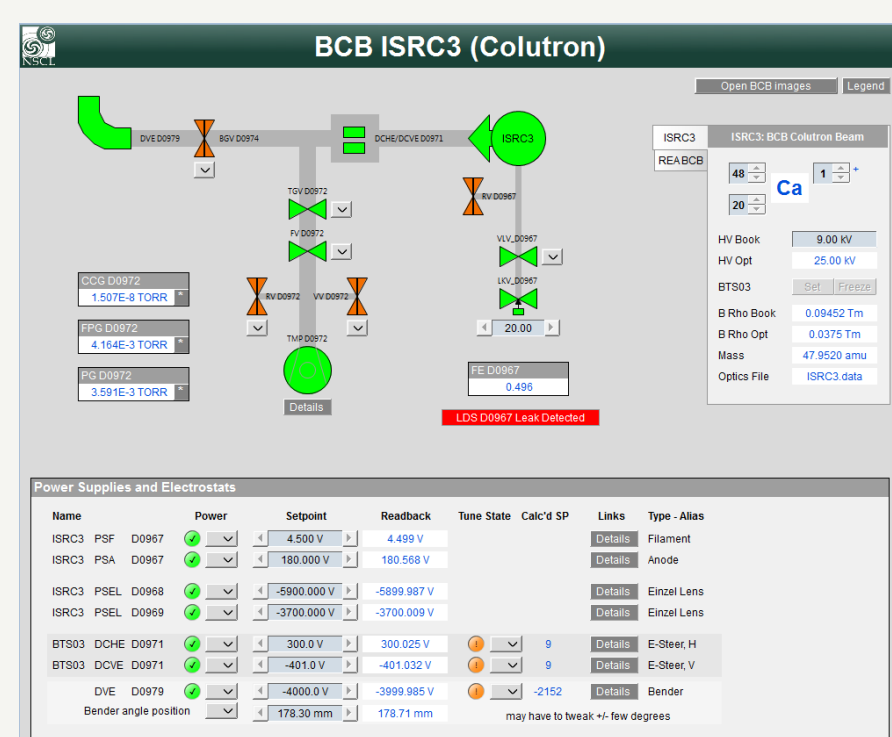 NSCL
BCB ISRC3 (Colutron)
Open BCB images Legend
DVE D0979 BGV D0974 DCHE/DCVE D0971 ISRC3
TGV D0972 RV D0967
FV D0972 VLV_D0967
RV D0972 VV D0972 LKV_D0967
20.00
TMP D0972
Details
CCG D0972
1.507E-8 TORR *
FPG D0972
4.164E-3 TORR *
PG D0972
3.591E-3 TORR *
FE D0967
0.496
LDS D0967 Leak Detected
ISRC3
REABCB
ISRC3: BCB Colutron Beam
48 Ca 1 +
20
HV Book 9.00 kV
HV Opt 25.00 kV
BTS03 Set Freeze
B Rho Book 0.09452 Tm
B Rho Opt 0.0375 Tm
Mass 47.9520 amu
Optics File ISRC3.data
Power Supplies and Electrostats
Name Power Setpoint Readback Tune State Calc'd SP Links Type - Alias
ISRC3 PSF D0967 4.500 V 4.499 V Details Filament
ISRC3 PSA D0967 180.000 V 180.568 V Details Anode
ISRC3 PSEL D0968 -5900.000 V -5899.987 V Details Einzel Lens
ISRC3 PSEL D0969 -3700.000 V -3700.009 V Details Einzel Lens
BTS03 DCHE D0971 300.0 V 300.025 V ! 9 Details E-Steer, H
BTS03 DCVE D0971 -401.0 V -401.032 V ! 9 Details E-Steer, V
DVE D0979 -4000.0 V -3999.985 V ! -2152 Details Bender
Bender angle position 178.30 mm 178.71 mm may have to tweak +/- few degrees